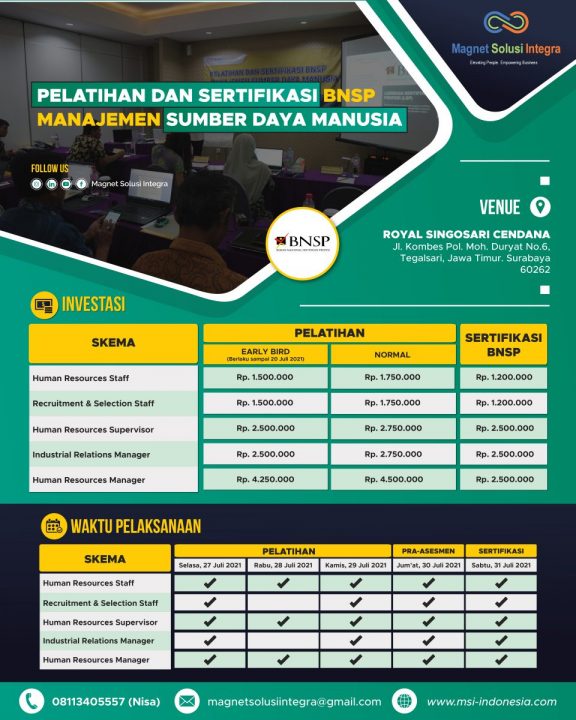 Magnet Solusi Integra
Elevating People. Empowering Business.
PELATIHAN DAN SERTIFIKASI BNSP
MANAJEMEN SUMBER DAYA MANUSIA
FOLLOW US
Magnet Solusi Integra
VENUE
ROYAL SINGOSARI CENDANA
Jl. Kombes Pol. Moh. Duryat No.6,
Tegalsari, Jawa Timur. Surabaya
60262
BNSP
INVESTASI
SKEMA PELATIHAN SERTIFIKASI BNSP
EARLY BIRD NORMAL
(Berlaku sampai 20 Juli 2021)
Human Resources Staff Rp. 1.500.000 Rp. 1.750.000 Rp. 1.200.000
Recruitment & Selection Staff Rp. 1.500.000 Rp. 1.750.000 Rp. 1.200.000
Human Resources Supervisor Rp. 2.500.000 Rp. 2.750.000 Rp. 2.500.000
Industrial Relations Manager Rp. 2.500.000 Rp. 2.750.000 Rp. 2.500.000
Human Resources Manager Rp. 4.250.000 Rp. 4.500.000 Rp. 2.500.000
WAKTU PELAKSANAAN
SKEMA PELATIHAN PRA-ASESMEN SERTIFIKASI
Selasa, 27 Juli 2021 Rabu, 28 Juli 2021 Kamis, 29 Juli 2021 Jum'at, 30 Juli 2021 Sabtu, 31 Juli 2021
Human Resources Staff ✔ ✔ ✔ ✔ ✔
Recruitment & Selection Staff ✔ ✔ ✔ ✔
Human Resources Supervisor ✔ ✔ ✔ ✔ ✔
Industrial Relations Manager ✔ ✔ ✔ ✔
Human Resources Manager ✔ ✔ ✔ ✔ ✔
08113405557 (Nisa) magnetsolusiintegra@gmail.com www.msi-indonesia.com